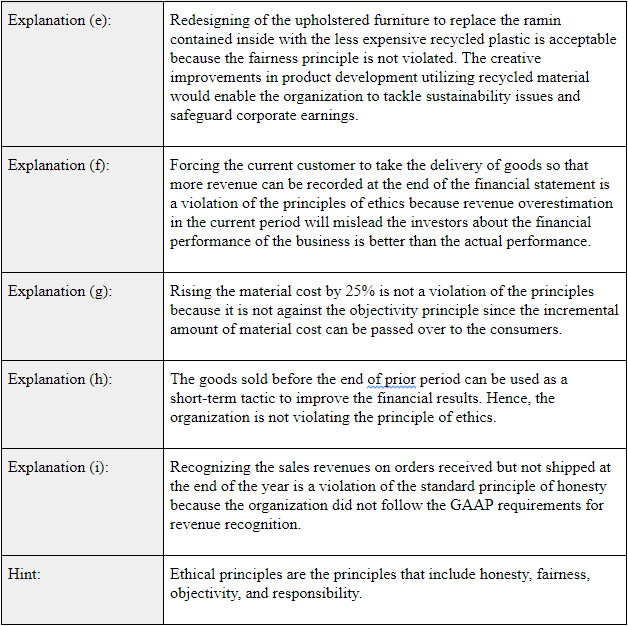 Explanation (e):
Redesigning of the upholstered furniture to replace the ramin
contained inside with the less expensive recycled plastic is acceptable
because the fairness principle is not violated. The creative
improvements in product development utilizing recycled material
would enable the organization to tackle sustainability issues and
safeguard corporate earnings.
Explanation (f):
Forcing the current customer to take the delivery of goods so that
more revenue can be recorded at the end of the financial statement is
a violation of the principles of ethics because revenue overestimation
in the current period will mislead the investors about the financial
performance of the business is better than the actual performance.
Explanation (g):
Rising the material cost by 25% is not a violation of the principles
because it is not against the objectivity principle since the incremental
amount of material cost can be passed over to the consumers.
Explanation (h):
The goods sold before the end of prior period can be used as a
short-term tactic to improve the financial results. Hence, the
organization is not violating the principle of ethics.
Explanation (i):
Recognizing the sales revenues on orders received but not shipped at
the end of the year is a violation of the standard principle of honesty
because the organization did not follow the GAAP requirements for
revenue recognition.
Hint:
Ethical principles are the principles that include honesty, fairness,
objectivity, and responsibility.